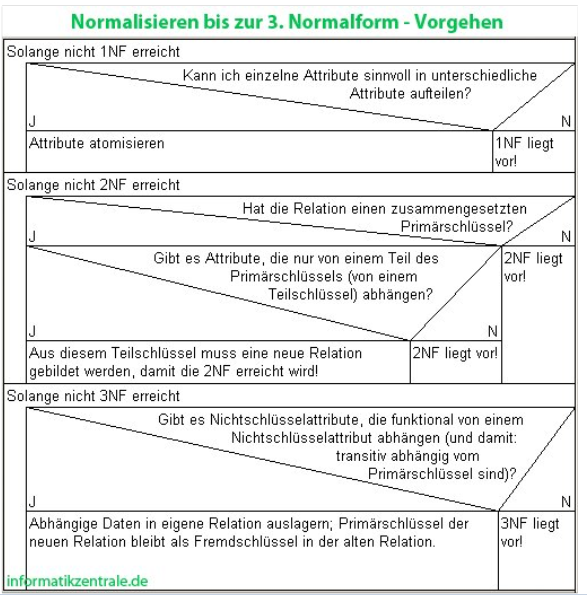 Normalisieren bis zur 3. Normalform - Vorgehen
Solange nicht 1NF erreicht
Kann ich einzelne Attribute sinnvoll in unterschiedliche
Attribute aufteilen?
J
N
Attribute atomisieren
1NF liegt
vor!
Solange nicht 2NF erreicht
Hat die Relation einen zusammengesetzten
Primärschlüssel?
J
N
Gibt es Attribute, die nur von einem Teil des
Primärschlüssels (von einem
Teilschlüssel) abhängen?
2NF liegt
vor!
J
N
Aus diesem Teilschlüssel muss eine neue Relation
gebildet werden, damit die 2NF erreicht wird!
2NF liegt vor!
Solange nicht 3NF erreicht
Gibt es Nichtschlüsselattribute, die funktional von einem
Nichtschlüsselattribut abhängen (und damit:
transitiv abhängig vom
Primärschlüssel sind)?
J
N
Abhängige Daten in eigene Relation auslagern; Primärschlüssel der
neuen Relation bleibt als Fremdschlüssel in der alten Relation.
3NF liegt
vor!
informatikzentrale.de